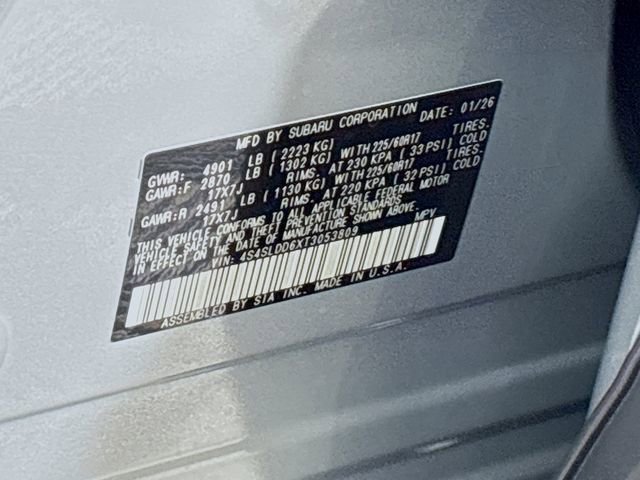 MFD BY SUBARU CORPORATION DATE: 01/26
GVWR: 4901 LB ( 2223 KG)
GAWR:F 2870 LB ( 1302 KG) WITH 225/60R17 TIRES.
17X7J RIMS. AT 230 KPA ( 33 PSI) COLD
GAWR:R 2491 LB ( 1130 KG) WITH 225/60R17 TIRES.
17X7J RIMS. AT 220 KPA ( 32 PSI) COLD
THIS VEHICLE CONFORMS TO ALL APPLICABLE FEDERAL MOTOR
VEHICLE SAFETY AND THEFT PREVENTION STANDARDS
IN EFFECT ON THE DATE OF MANUFACTURE SHOWN ABOVE.
VIN: 4S4SLDD6XT3053809 MPV
ASSEMBLED BY SIA INC. MADE IN U.S.A.